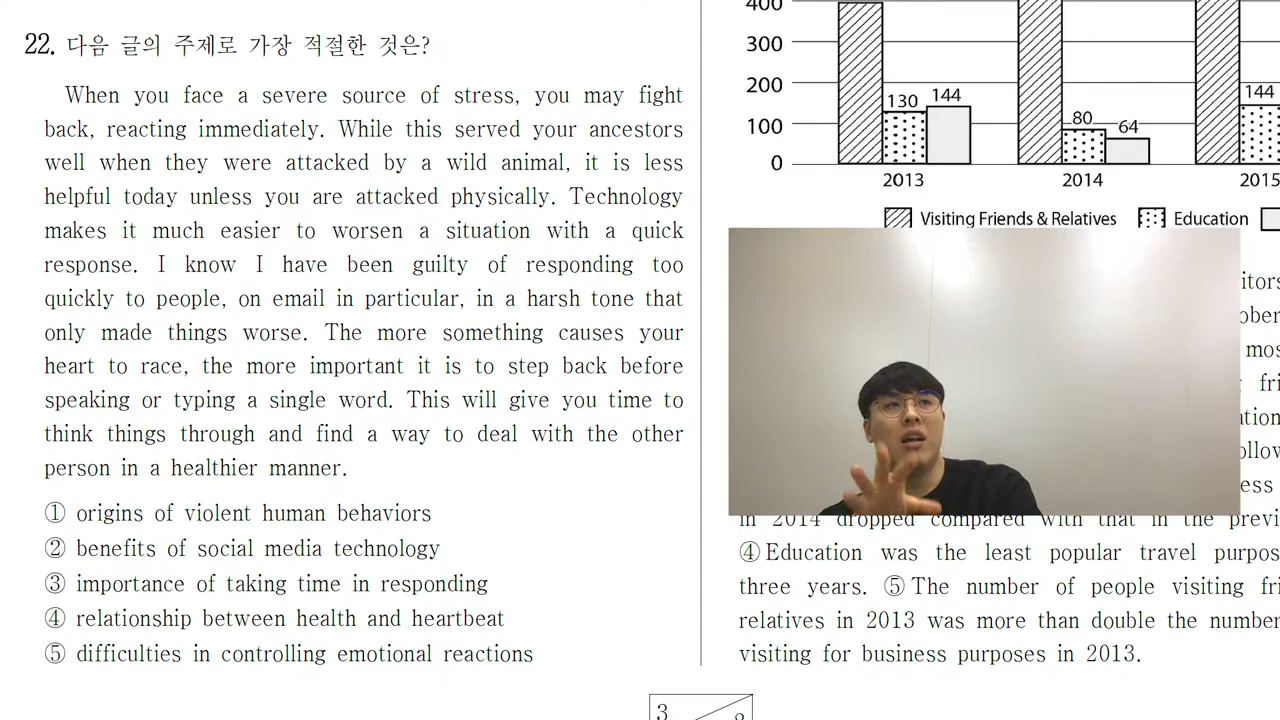 22. 다음 글의 주제로 가장 적절한 것은?
When you face a severe source of stress, you may fight
back, reacting immediately. While this served your ancestors
well when they were attacked by a wild animal, it is less
helpful today unless you are attacked physically. Technology
makes it much easier to worsen a situation with a quick
response. I know I have been guilty of responding too
quickly to people, on email in particular, in a harsh tone that
only made things worse. The more something causes your
heart to race, the more important it is to step back before
speaking or typing a single word. This will give you time to
think things through and find a way to deal with the other
person in a healthier manner.
① origins of violent human behaviors
② benefits of social media technology
③ importance of taking time in responding
④ relationship between health and heartbeat
⑤ difficulties in controlling emotional reactions
400
300
200
100
0
130 144
80 64
144
2013 2014 2015
Visiting Friends & Relatives Education
in 2014 dropped compared with that in the
④ Education was the least popular travel
three years. ⑤ The number of people visiting
relatives in 2013 was more than double the number
visiting for business purposes in 2013.
3